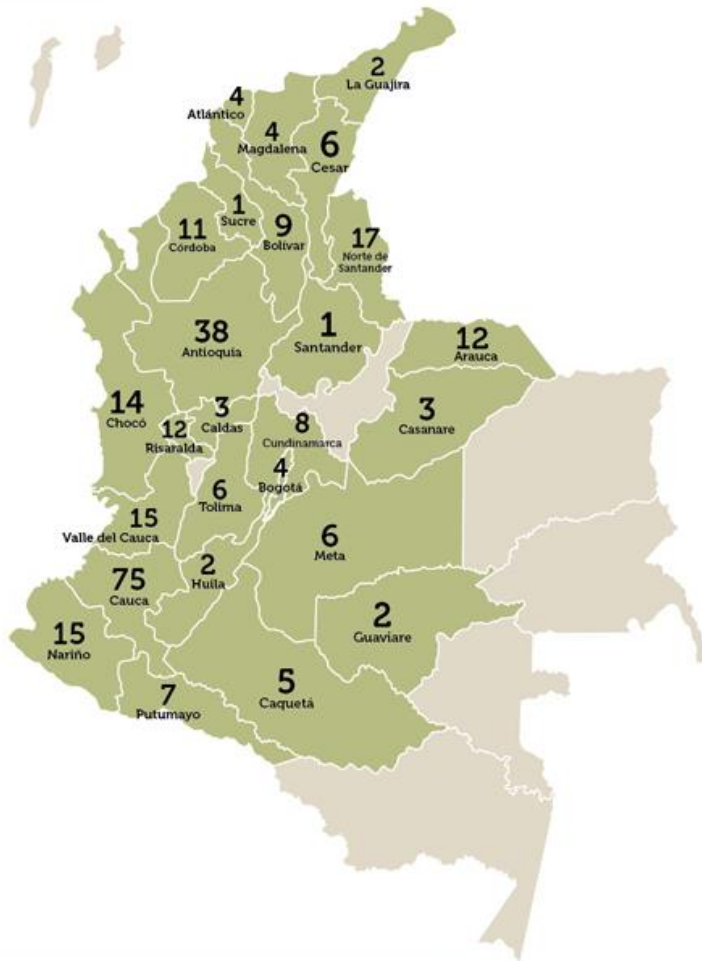 2
La Guajira
4
Atlántico
4
Magdalena
6
Cesar
1
Sucre
11
Córdoba
9
Bolívar
17
Norte de
Santander
38
Antioquia
1
Santander
12
Arauca
14
Chocó
3
Caldas
12
Risaralda
8
Cundinamarca
3
Casanare
4
Bogotá
6
Tolima
15
Valle del Cauca
6
Meta
2
Huila
75
Cauca
2
Guaviare
15
Nariño
5
Caquetá
7
Putumayo